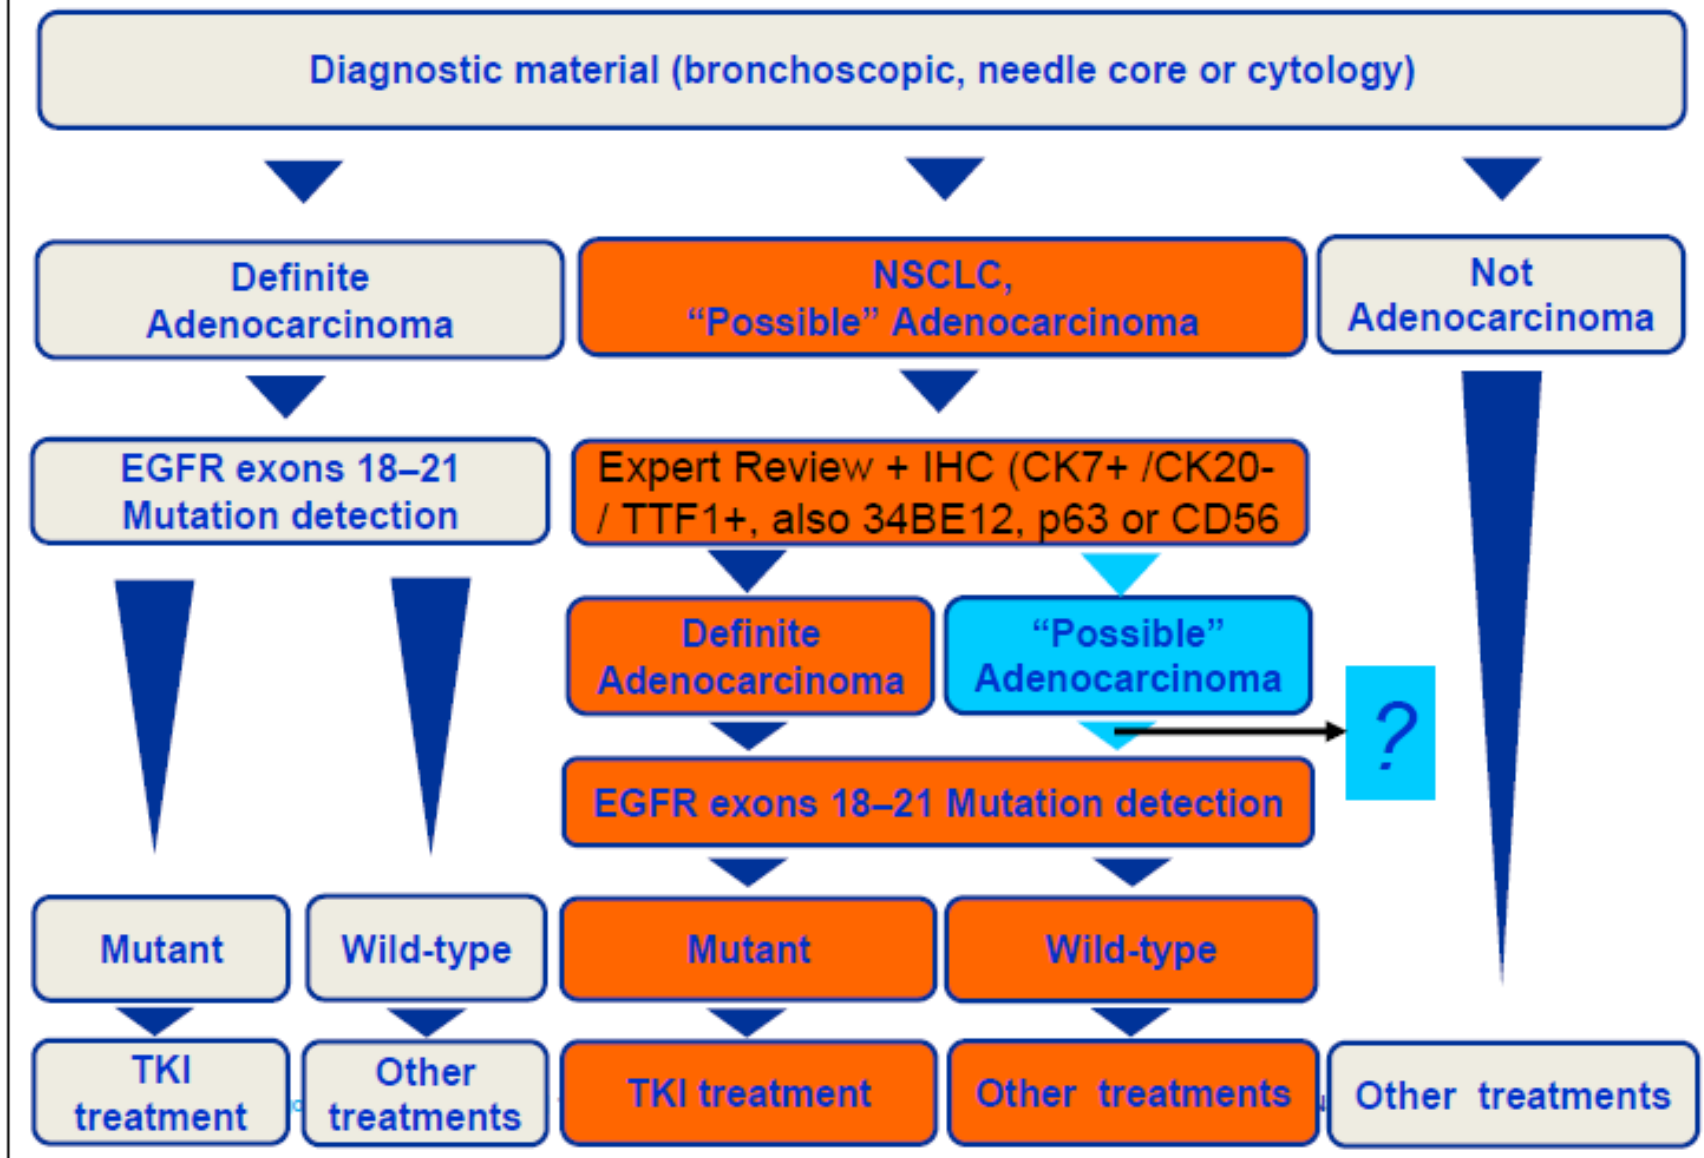 Diagnostic material (bronchoscopic, needle core or cytology)
Definite
Adenocarcinoma
NSCLC,
“Possible” Adenocarcinoma
Not
Adenocarcinoma
EGFR exons 18–21
Mutation detection
Expert Review + IHC (CK7+ /CK20-
/ TTF1+, also 34BE12, p63 or CD56
Definite
Adenocarcinoma
“Possible”
Adenocarcinoma
?
EGFR exons 18–21 Mutation detection
Mutant
Wild-type
Mutant
Wild-type
TKI
treatment
Other
treatments
TKI treatment
Other treatments
Other treatments